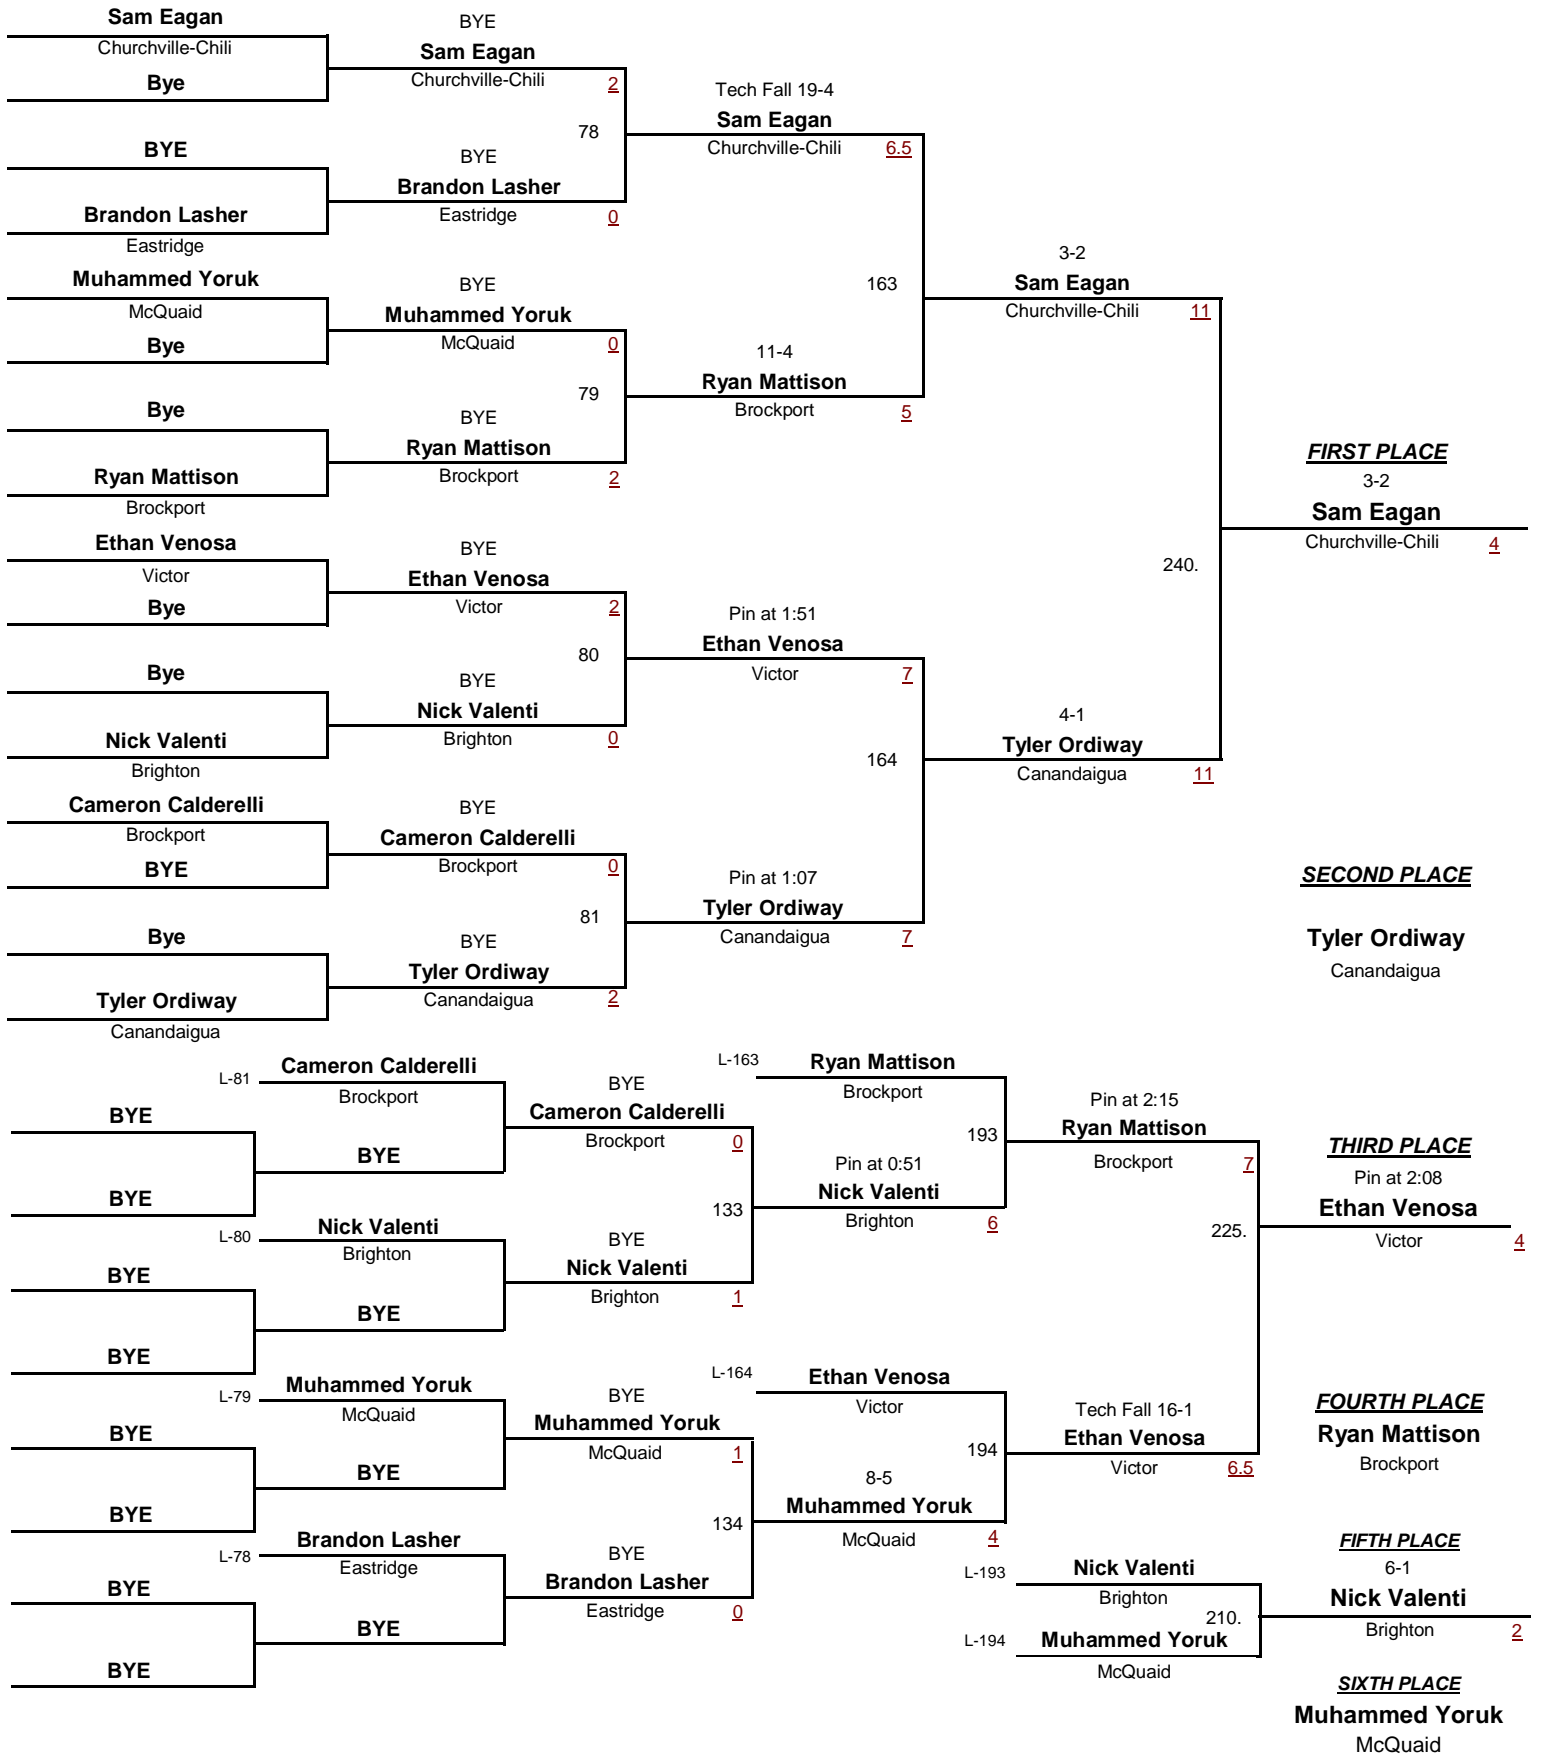 Sam Eagan
Churchville-Chili
Bye
BYE
Brandon Lasher
Eastridge
Muhammed Yoruk
McQuaid
Bye
Bye
Ryan Mattison
Brockport
Ethan Venosa
Victor
Bye
Bye
Nick Valenti
Brighton
Cameron Calderelli
Brockport
BYE
Bye
Tyler Ordiway
Canandaigua
BYE
Sam Eagan
Churchville-Chili 2
78
BYE
Brandon Lasher
Eastridge 0
BYE
Muhammed Yoruk
McQuaid 0
79
BYE
Ryan Mattison
Brockport 2
BYE
Ethan Venosa
Victor 2
80
BYE
Nick Valenti
Brighton 0
BYE
Cameron Calderelli
Brockport 0
81
BYE
Tyler Ordiway
Canandaigua 2
Tech Fall 19-4
Sam Eagan
Churchville-Chili 6.5
163
11-4
Ryan Mattison
Brockport 5
Pin at 1:51
Ethan Venosa
Victor 7
164
Pin at 1:07
Tyler Ordiway
Canandaigua 7
3-2
Sam Eagan
Churchville-Chili 11
240.
4-1
Tyler Ordiway
Canandaigua 11
FIRST PLACE
3-2
Sam Eagan
Churchville-Chili 4
SECOND PLACE
Tyler Ordiway
Canandaigua
L-81 Cameron Calderelli
Brockport
BYE
BYE
BYE
L-80 Nick Valenti
Brighton
BYE
BYE
BYE
L-79 Muhammed Yoruk
McQuaid
BYE
BYE
BYE
L-78 Brandon Lasher
Eastridge
BYE
BYE
BYE
BYE
Cameron Calderelli
Brockport 0
133
BYE
Nick Valenti
Brighton 1
BYE
Muhammed Yoruk
McQuaid 1
134
BYE
Brandon Lasher
Eastridge 0
L-163 Ryan Mattison
Brockport
193
Pin at 0:51
Nick Valenti
Brighton 6
L-164 Ethan Venosa
Victor
194
8-5
Muhammed Yoruk
McQuaid 4
Pin at 2:15
Ryan Mattison
Brockport 7
225.
Tech Fall 16-1
Ethan Venosa
Victor 6.5
L-193 Nick Valenti
Brighton
210.
L-194 Muhammed Yoruk
McQuaid
THIRD PLACE
Pin at 2:08
Ethan Venosa
Victor 4
FOURTH PLACE
Ryan Mattison
Brockport
FIFTH PLACE
6-1
Nick Valenti
Brighton 2
SIXTH PLACE
Muhammed Yoruk
McQuaid